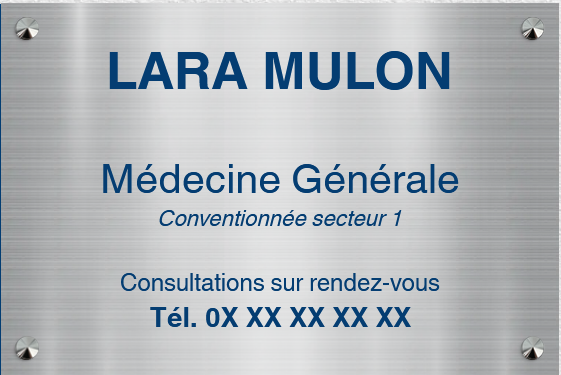 LARA MULON
Médecine Générale
Conventionnée secteur 1
Consultations sur rendez-vous
Tél. 0X XX XX XX XX